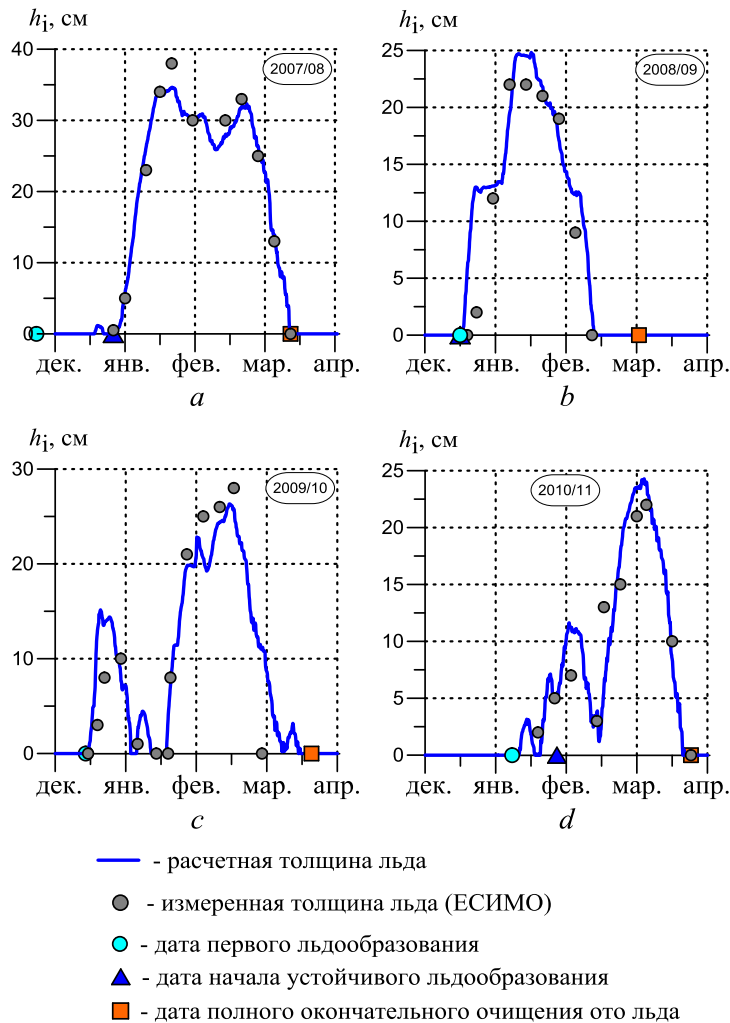 hi, см
2007/08
40
30
20
10
0
дек. янв. фев. мар. апр.
a
hi, см
2008/09
25
20
15
10
5
0
дек. янв. фев. мар. апр.
b
hi, см
2009/10
30
20
10
0
дек. янв. фев. мар. апр.
c
hi, см
2010/11
25
20
15
10
5
0
дек. янв. фев. мар. апр.
d
- расчетная толщина льда
- измеренная толщина льда (ЕСИМО)
- дата первого льдообразования
- дата начала устойчивого льдообразования
- дата полного окончательного очищения ото льда